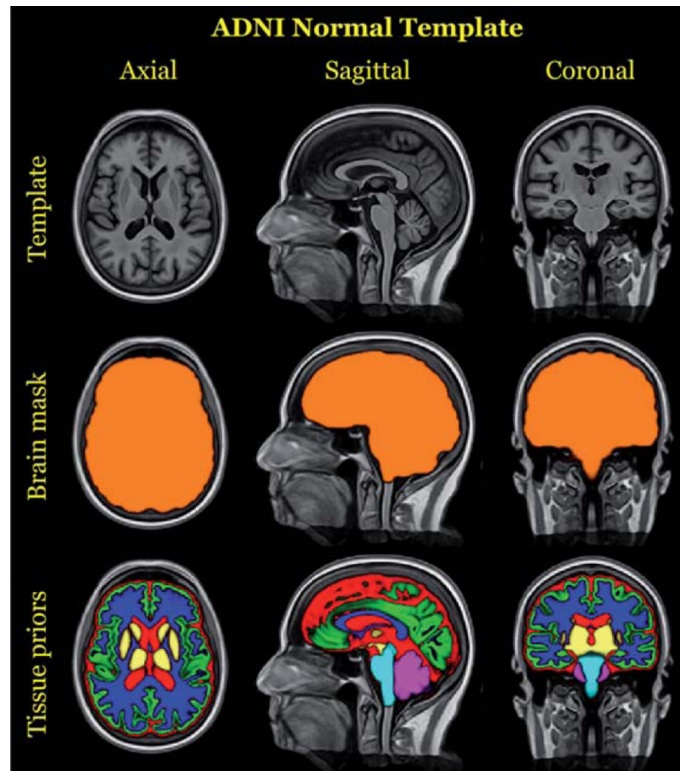 ADNI Normal Template
Axial Sagittal Coronal
Template
Brain mask
Tissue priors